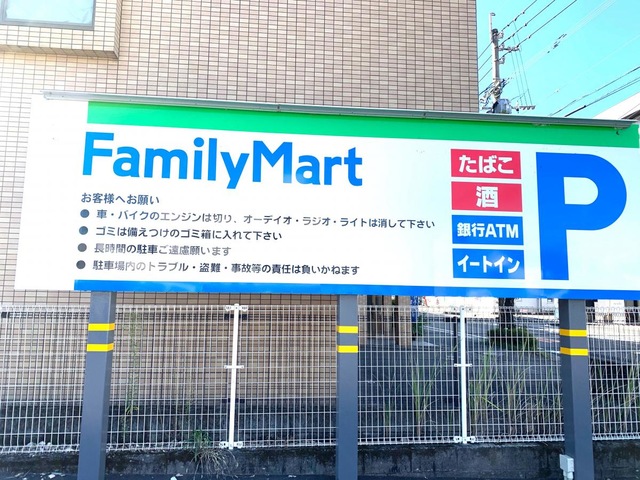 FamilyMart
お客様へお願い
● 車・バイクのエンジンは切り、オーデイオ・ラジオ・ライトは消して下さい
● ゴミは備えつけのゴミ箱に入れて下さい
● 長時間の駐車ご遠慮願います
● 駐車場内のトラブル・盗難・事故等の責任は負いかねます
たばこ
酒
銀行ATM
イートイン
P